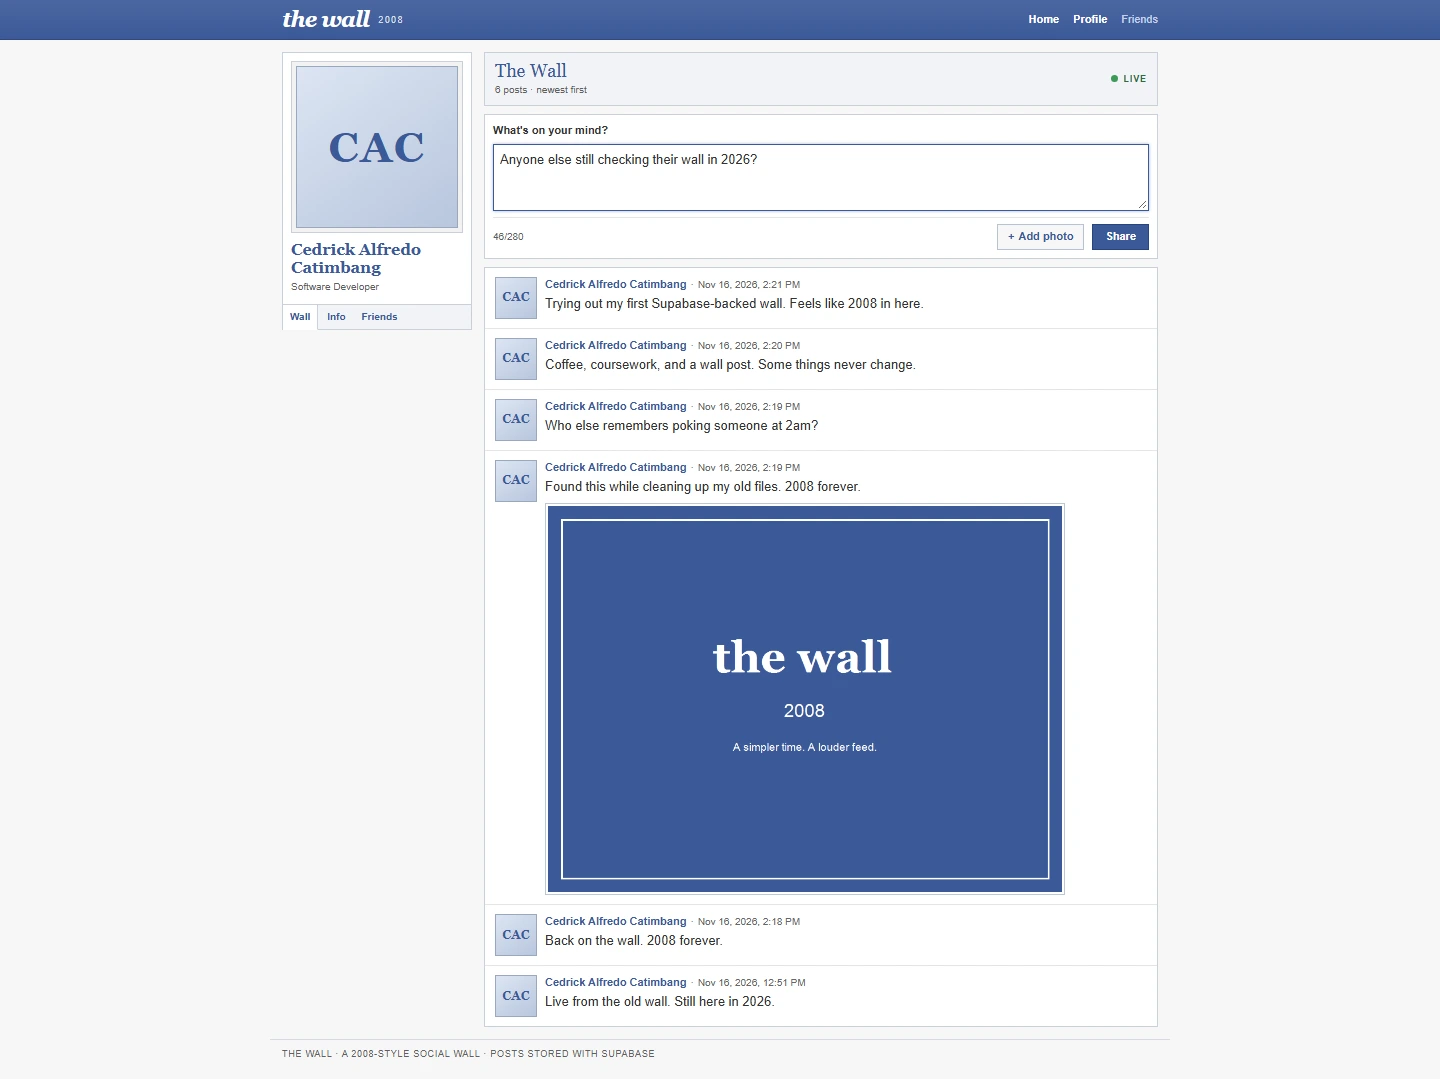 the wall 2008
Home Profile Friends
CAC
Cedrick Alfredo
Catimbang
Software Developer
Wall Info Friends
The Wall
6 posts · newest first
LIVE
What's on your mind?
Anyone else still checking their wall in 2026?
46/280
+ Add photo
Share
CAC
Cedrick Alfredo Catimbang · Nov 16, 2026, 2:21 PM
Trying out my first Supabase-backed wall. Feels like 2008 in here.
CAC
Cedrick Alfredo Catimbang · Nov 16, 2026, 2:20 PM
Coffee, coursework, and a wall post. Some things never change.
CAC
Cedrick Alfredo Catimbang · Nov 16, 2026, 2:19 PM
Who else remembers poking someone at 2am?
CAC
Cedrick Alfredo Catimbang · Nov 16, 2026, 2:19 PM
Found this while cleaning up my old files. 2008 forever.
the wall
2008
A simpler time. A louder feed.
CAC
Cedrick Alfredo Catimbang · Nov 16, 2026, 2:18 PM
Back on the wall. 2008 forever.
CAC
Cedrick Alfredo Catimbang · Nov 16, 2026, 12:51 PM
Live from the old wall. Still here in 2026.
THE WALL · A 2008-STYLE SOCIAL WALL · POSTS STORED WITH SUPABASE